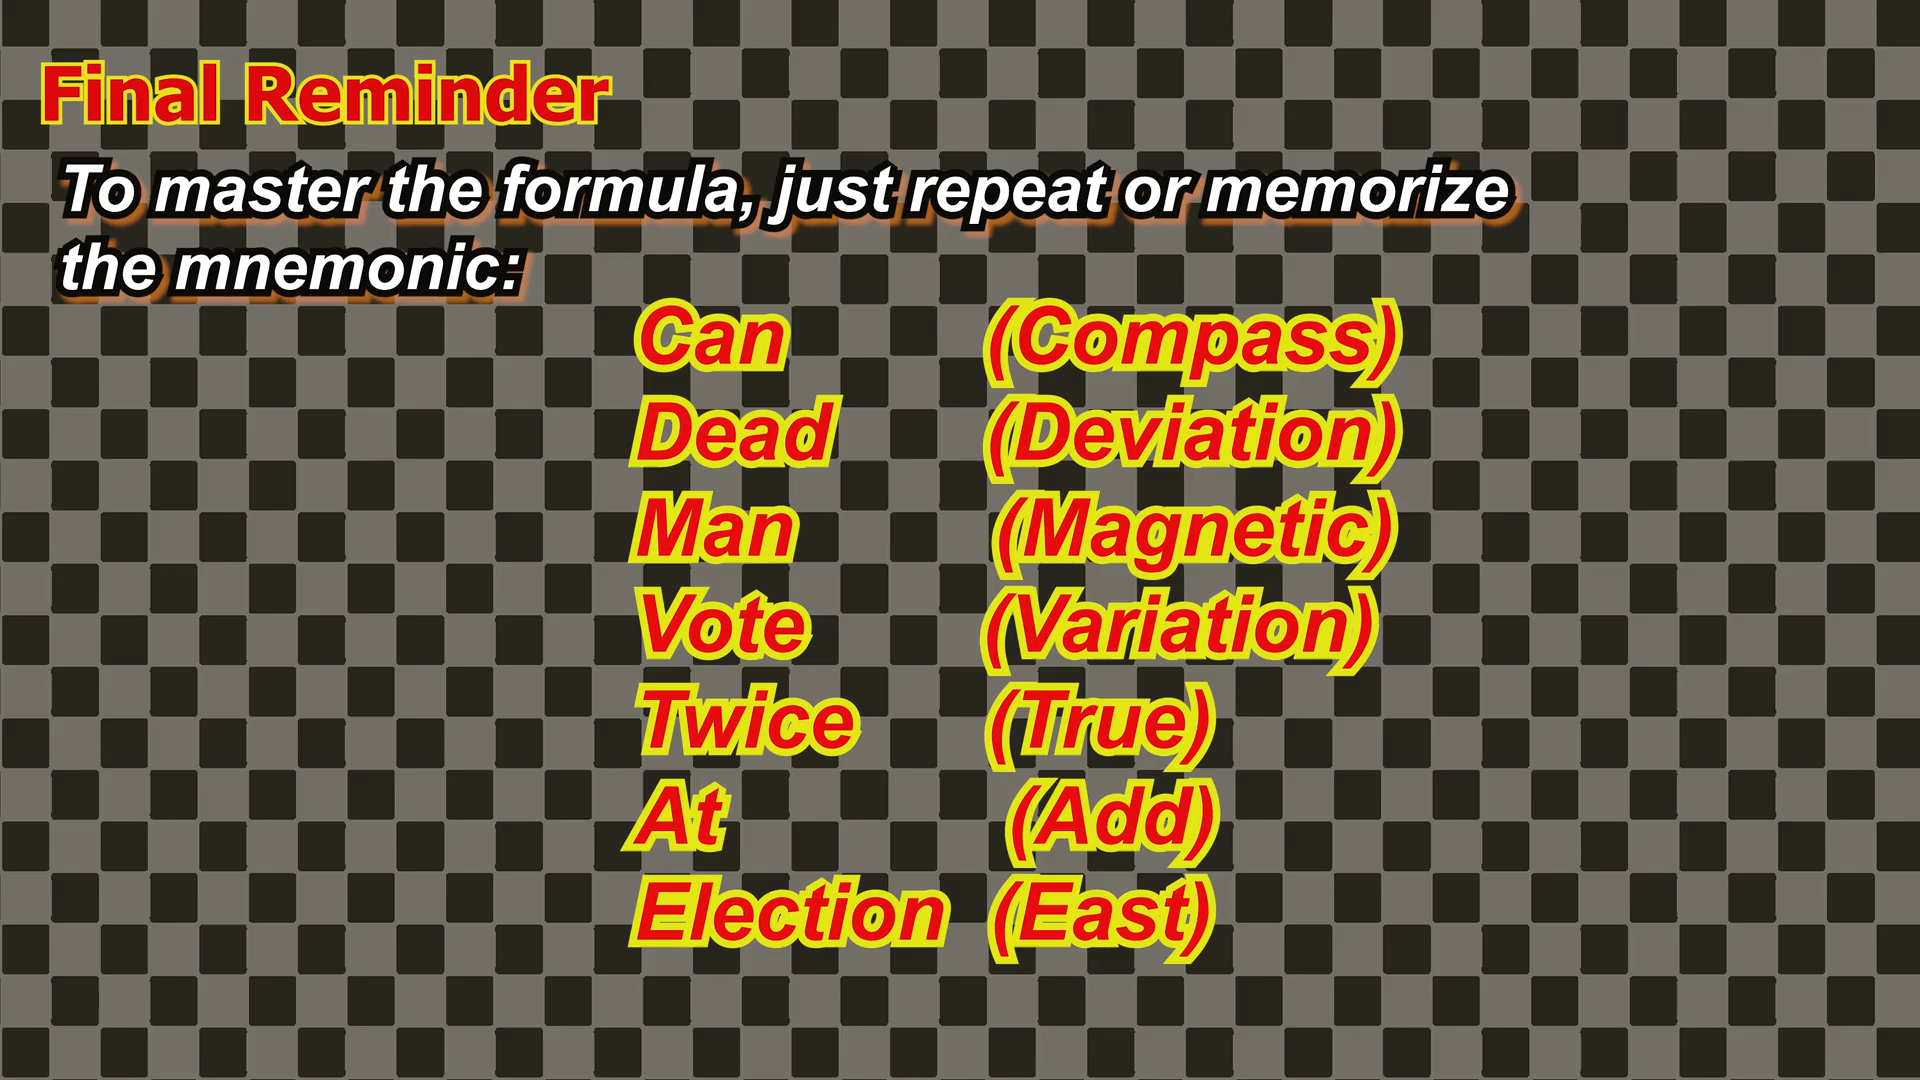 Final Reminder
To master the formula, just repeat or memorize
the mnemonic:
Can (Compass)
Dead (Deviation)
Man (Magnetic)
Vote (Variation)
Twice (True)
At (Add)
Election (East)